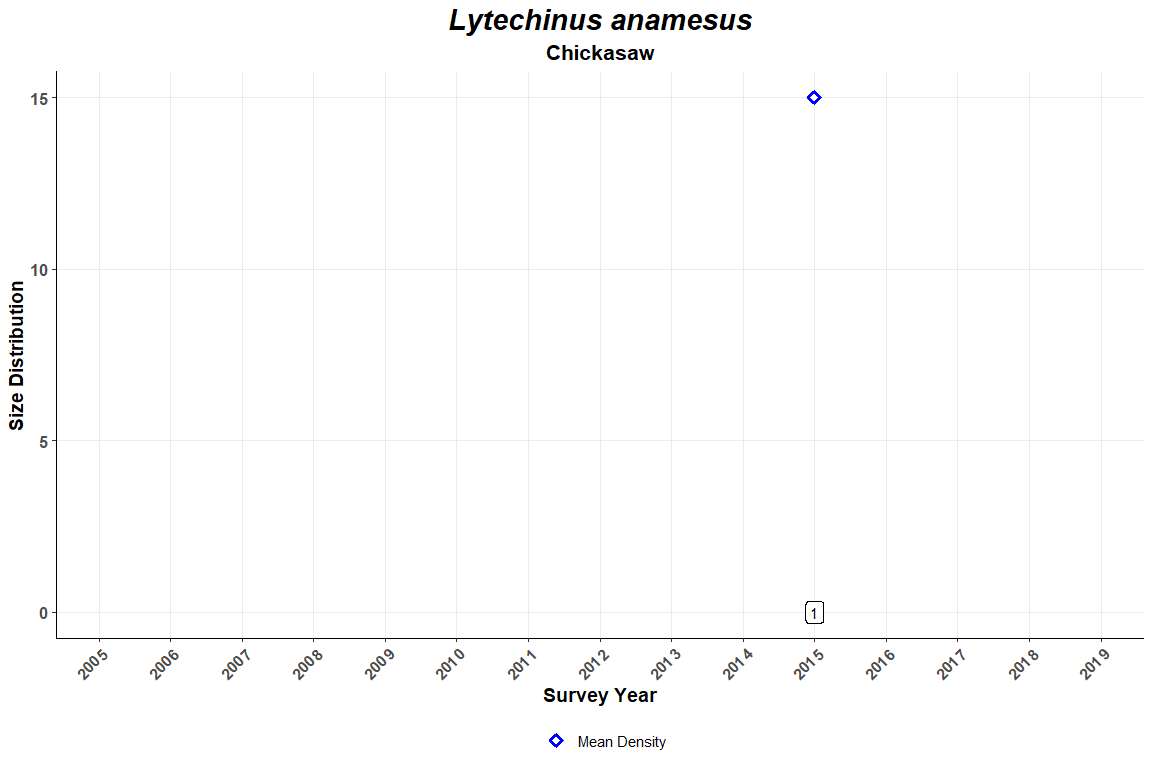 Lytechinus anamesus
Chickasaw
Size Distribution
15
10
5
0
1
2005 2006 2007 2008 2009 2010 2011 2012 2013 2014 2015 2016 2017 2018 2019
Survey Year
Mean Density